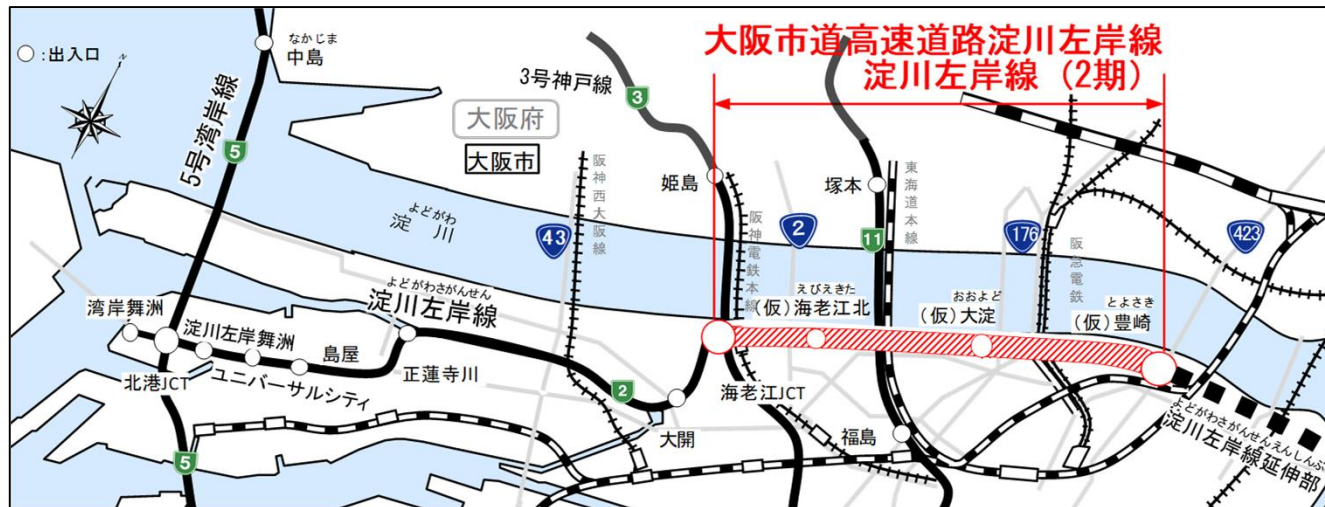 大阪市道高速道路淀川左岸線
淀川左岸線（2期）
○:出入口
なかじま
中島
5号湾岸線
5
3号神戸線
3
大阪府
大阪市
阪神西大阪線
43
姫島
阪神電鉄本線
2
塚本
11
東海道本線
176
阪急電鉄
423
よどがわ
淀川
よどがわさがんせん
淀川左岸線
えびえきた
(仮)海老江北
おおよど
(仮)大淀
とよさき
(仮)豊崎
湾岸舞洲
淀川左岸舞洲
島屋
ユニバーサルシティ
北港JCT
正蓮寺川
2
大開
海老江JCT
福島
5
よどがわさがんせんえんしんぶ
淀川左岸線延伸部